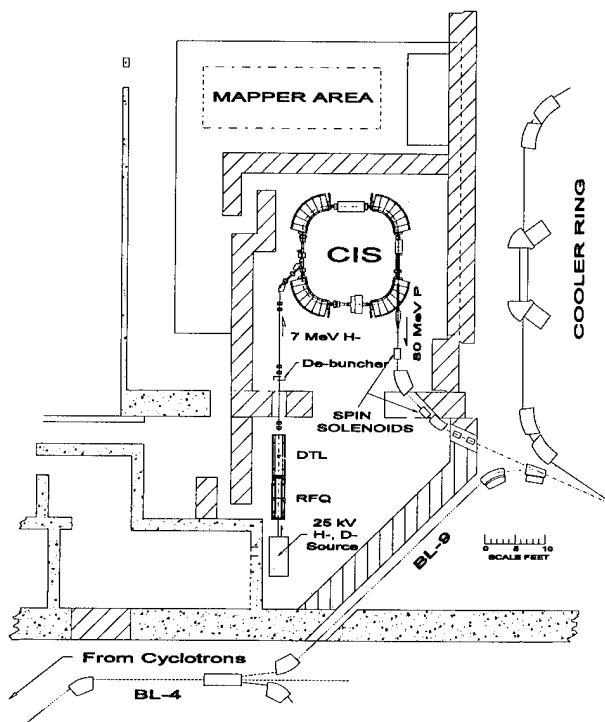 MAPPER AREA
CIS
COOLER RING
7 MeV H-
80 MeV P
De-buncher
SPIN
SOLENOIDS
DTL
RFQ
25 kV
H-, D-
Source
BL-9
0 5 10
SCALE FEET
From Cyclotrons
BL-4